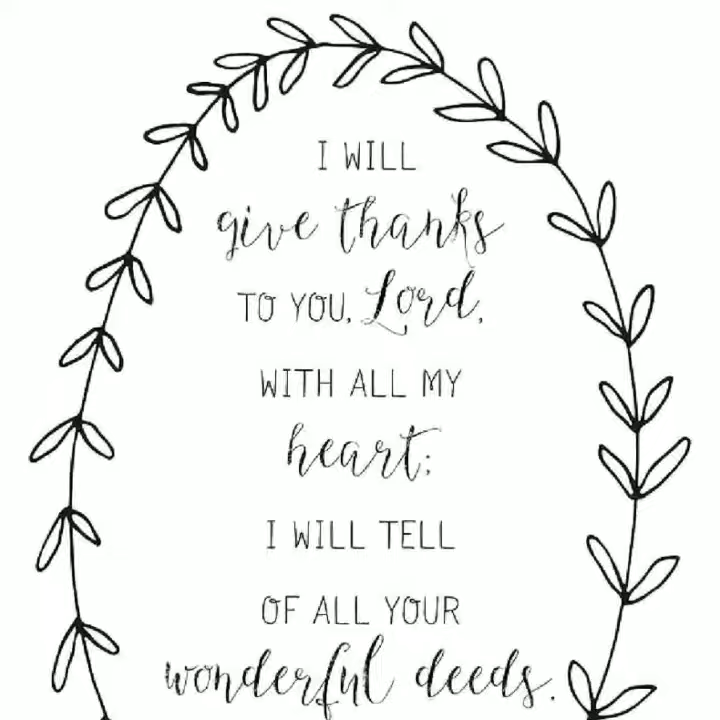 I WILL
give thanks
TO YOU, Lord,
WITH ALL MY
heart;
I WILL TELL
OF ALL YOUR
wonderful deeds.